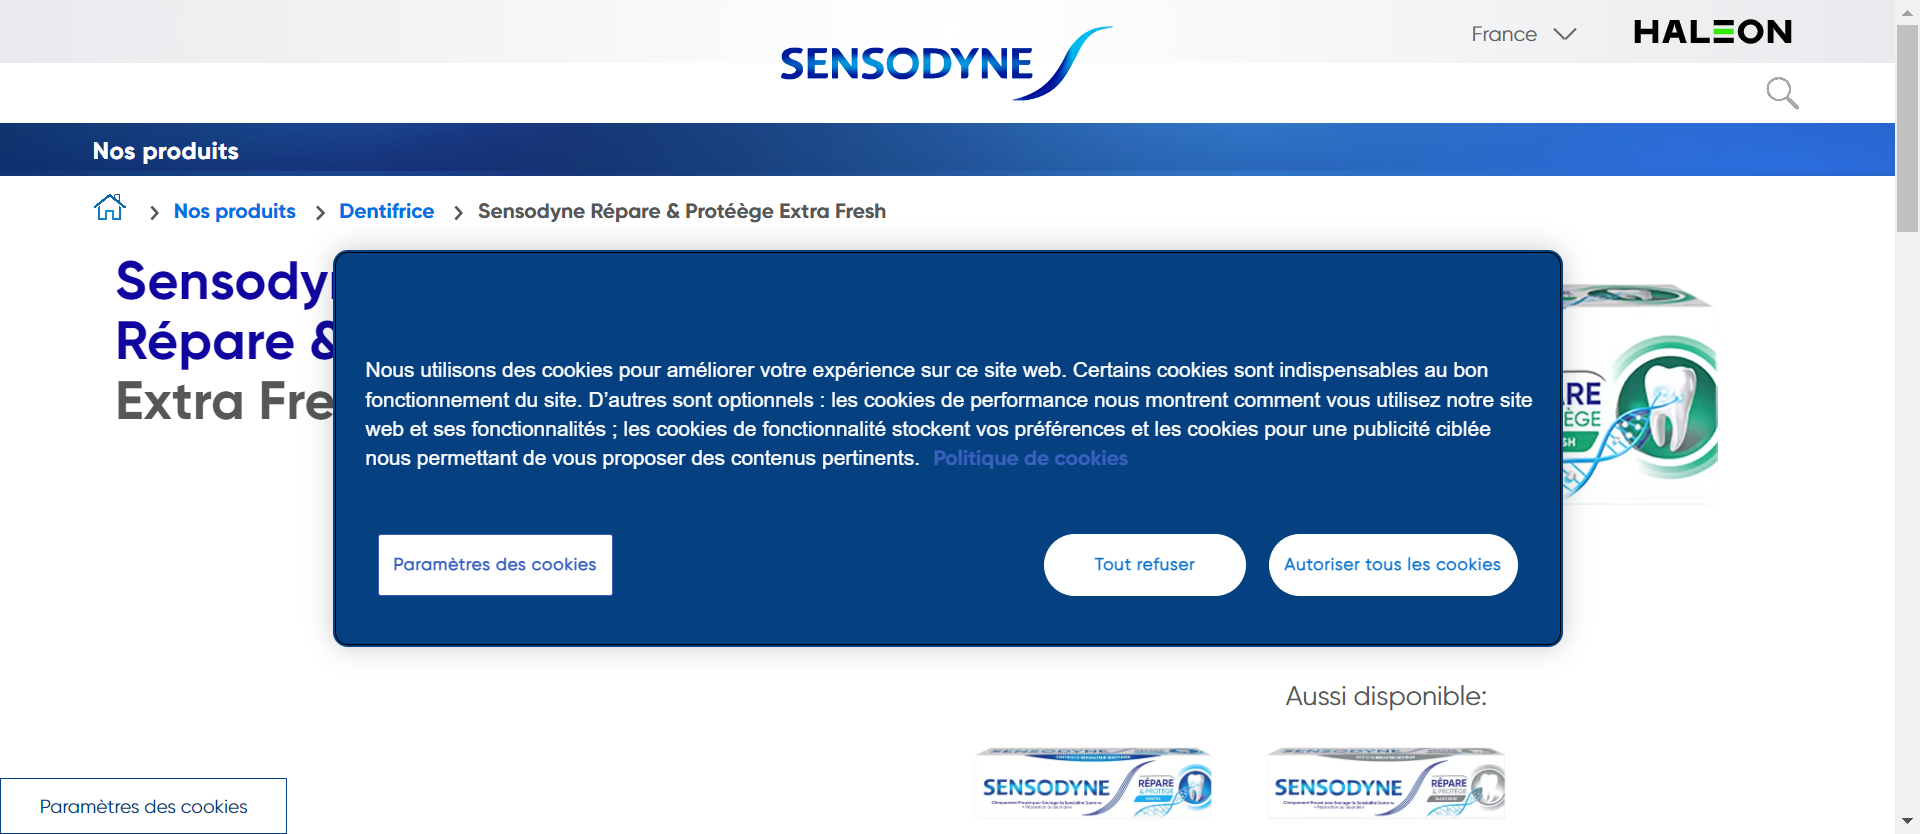 France
HALEON
SENSODYNE
Nos produits
Nos produits
Dentifrice
Sensodyne Répare & Protéège Extra Fresh
Sensody
Répare &
Extra Fre
Nous utilisons des cookies pour améliorer votre expérience sur ce site web. Certains cookies sont indispensables au bon
fonctionnement du site. D’autres sont optionnels : les cookies de performance nous montrent comment vous utilisez notre site
web et ses fonctionnalités ; les cookies de fonctionnalité stockent vos préférences et les cookies pour une publicité ciblée
nous permettant de vous proposer des contenus pertinents. Politique de cookies
Paramètres des cookies
Tout refuser
Autoriser tous les cookies
ARE
ÈGE
SH
Aussi disponible:
SENSODYNE
RÉPARE
& PROTÈGE
SENSODYNE
RÉPARE
& PROTÈGE
Paramètres des cookies